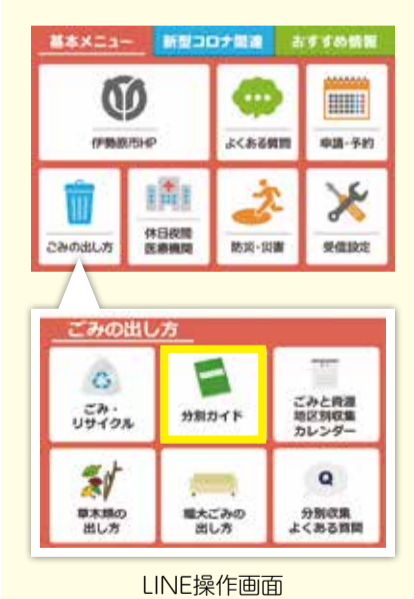 基本メニュー 新型コロナ関連 おすすめ情報
伊勢原市HP よくある質問 申請・予約
ごみの出し方 休日夜間 防災・災害 受信設定
医療機関
ごみの出し方
ごみ・
リサイクル
分別ガイド
ごみと資源
地区別収集
カレンダー
草木類の
出し方
粗大ごみの
出し方
Q
分別収集
よくある質問
LINE操作画面